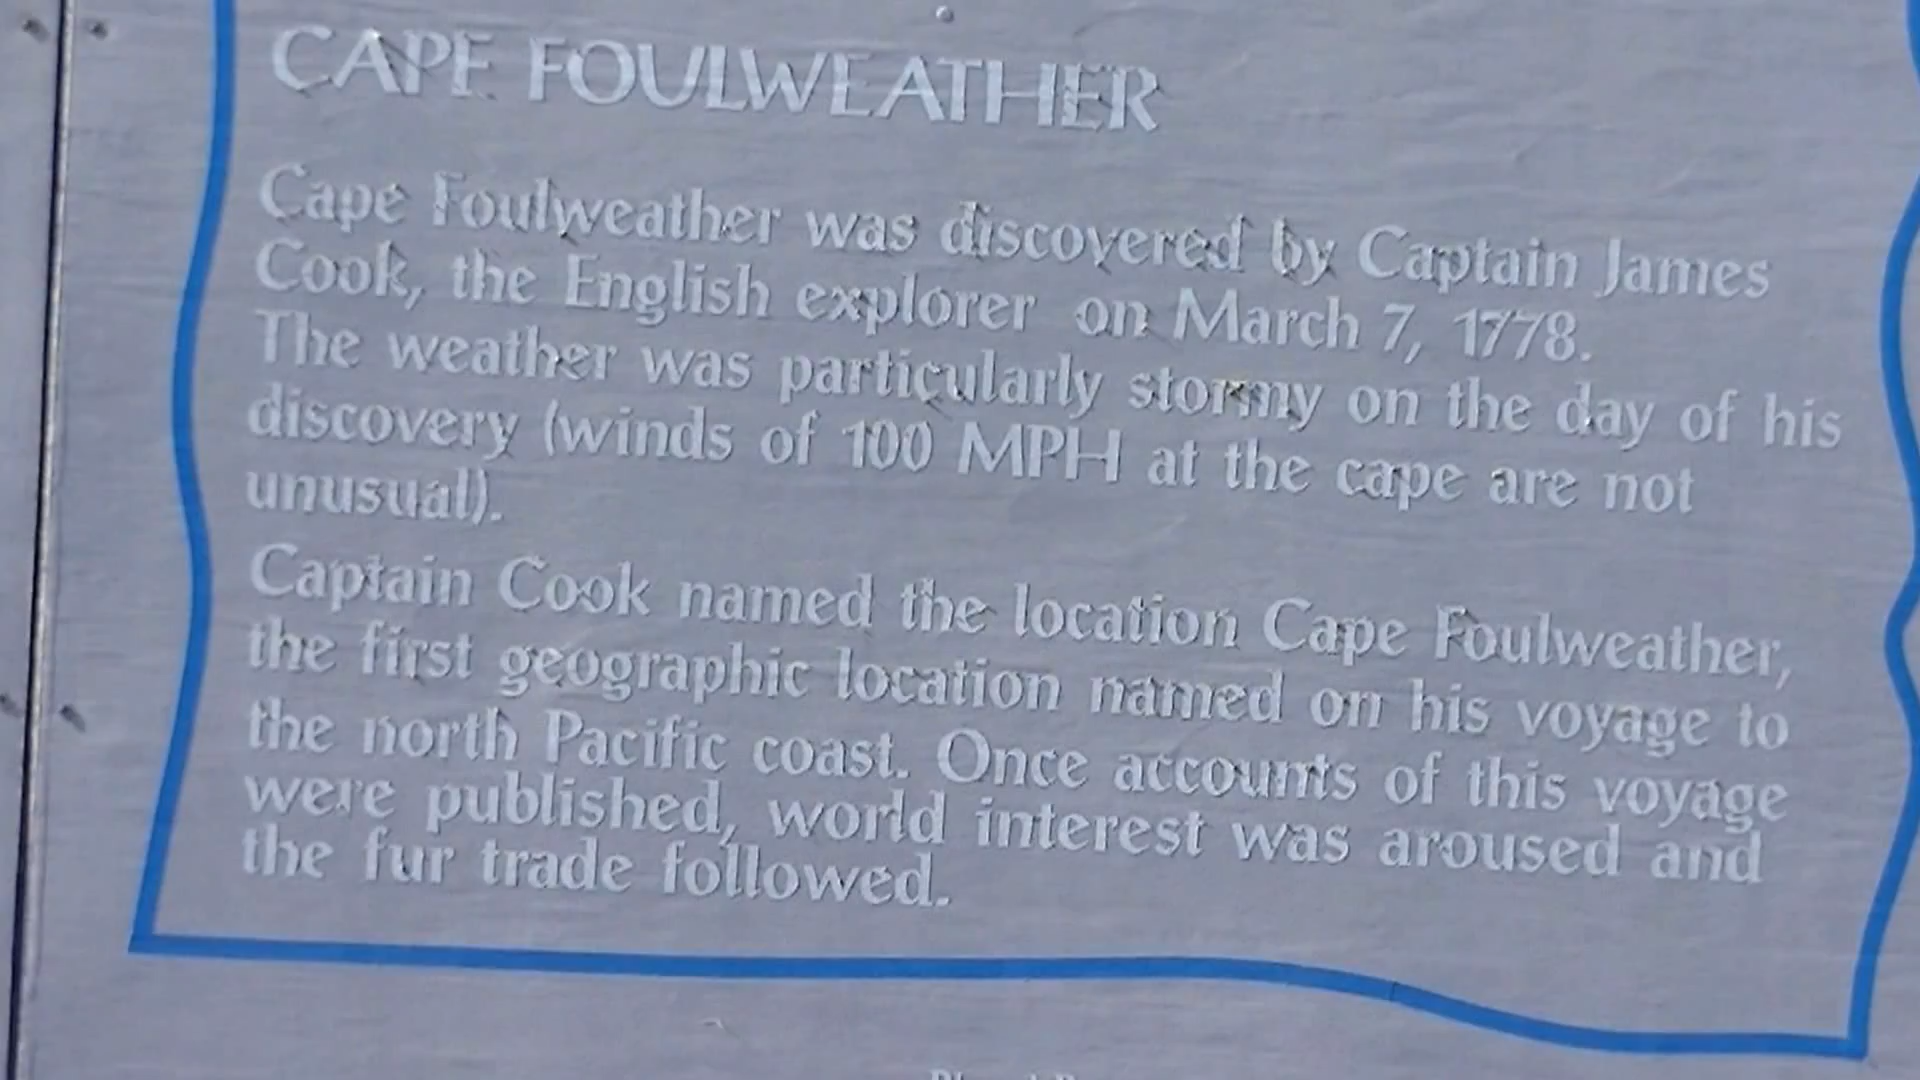 CAPE FOULWEATHER
Cape Foulweather was discovered by Captain James
Cook, the English explorer on March 7, 1778.
The weather was particularly stormy on the day of his
discovery (winds of 100 MPH at the cape are not
unusual).
Captain Cook named the location Cape Foulweather,
the first geographic location named on his voyage to
the north Pacific coast. Once accounts of this voyage
were published, world interest was aroused and
the fur trade followed.